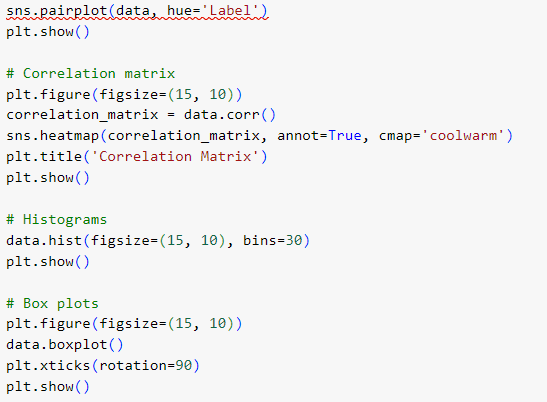 sns.pairplot(data, hue='Label')
plt.show()

# Correlation matrix
plt.figure(figsize=(15, 10))
correlation_matrix = data.corr()
sns.heatmap(correlation_matrix, annot=True, cmap='coolwarm')
plt.title('Correlation Matrix')
plt.show()

# Histograms
data.hist(figsize=(15, 10), bins=30)
plt.show()

# Box plots
plt.figure(figsize=(15, 10))
data.boxplot()
plt.xticks(rotation=90)
plt.show()